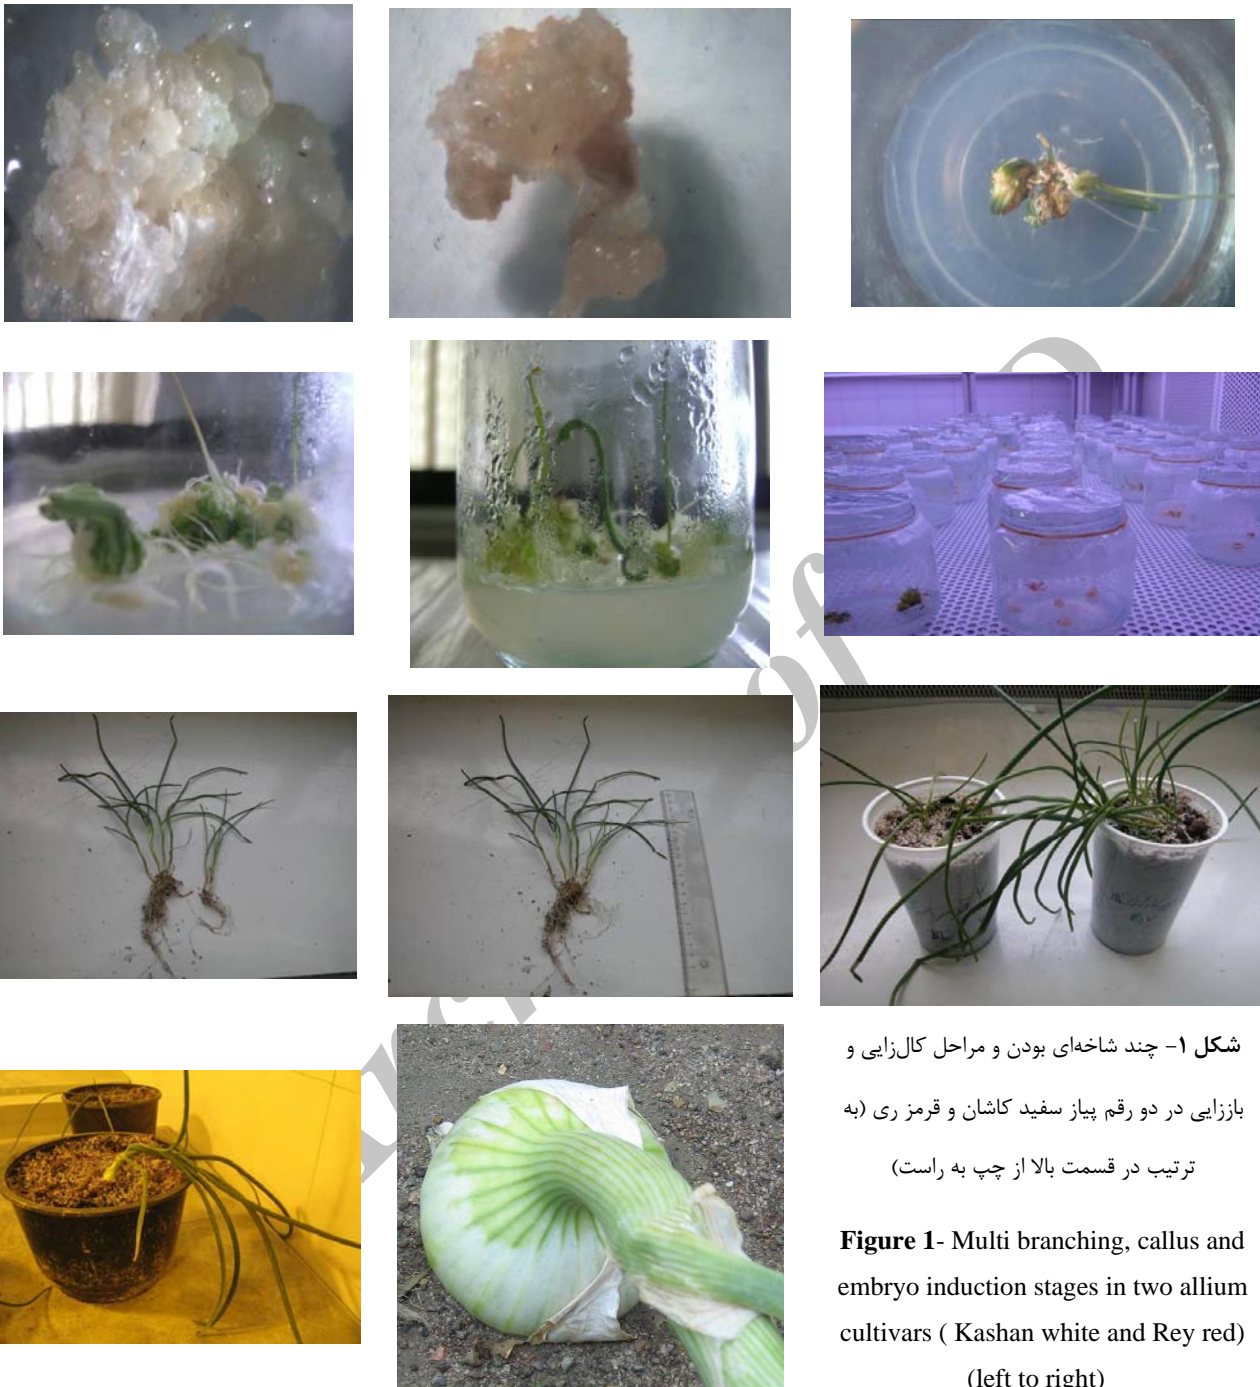 Archive of
شکل ۱- چند شاخه‌ای بودن و مراحل کال‌زایی و
باززایی در دو رقم پیاز سفید کاشان و قرمز ری (به
ترتیب در قسمت بالا از چپ به راست)
Figure 1- Multi branching, callus and
embryo induction stages in two allium
cultivars ( Kashan white and Rey red)
(left to right)